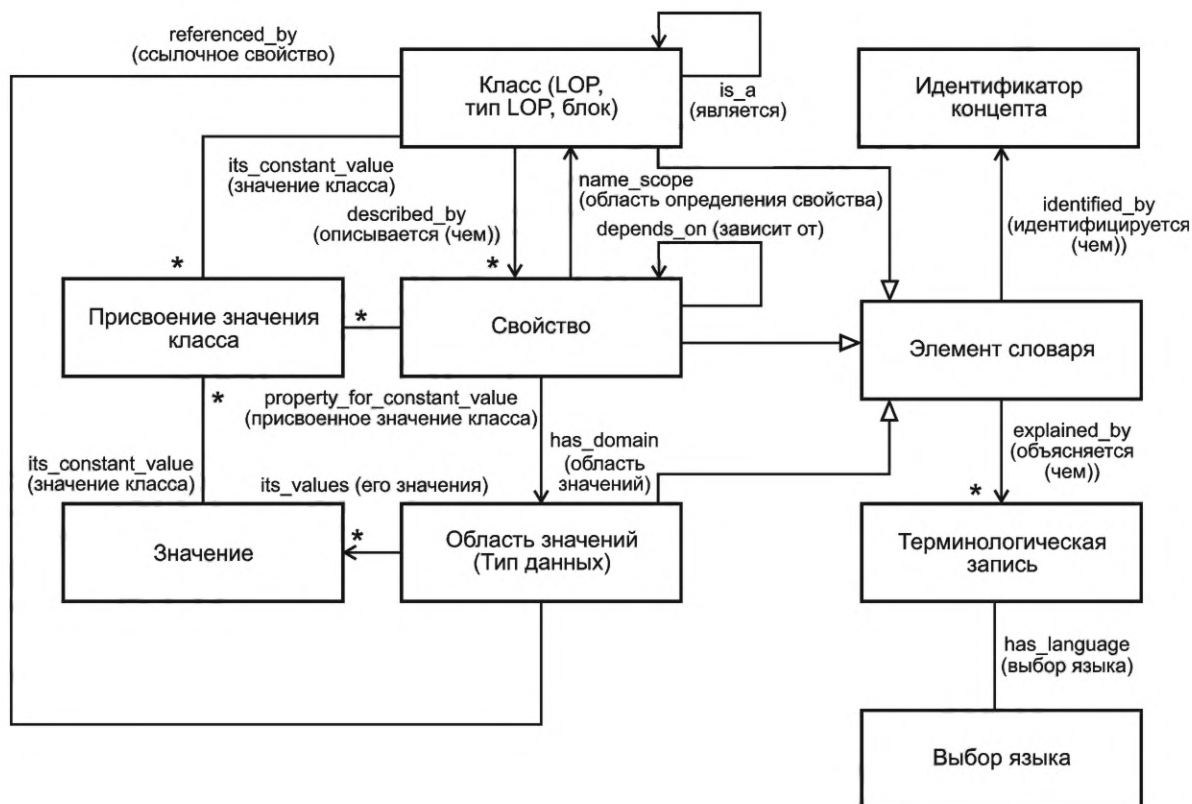 referenced_by
(ссылочное свойство)
Класс (LOP,
тип LOP, блок)
is_a
(является)
Идентификатор
концепта
its_constant_value
(значение класса)
name_scope
(область определения свойства)
described_by
(описывается (чем))
depends_on (зависит от)
identified_by
(идентифицируется
(чем))
*
*
Присвоение значения
класса
*
Свойство
Элемент словаря
*
property_for_constant_value
(присвоенное значение класса)
has_domain
(область
значений)
explained_by
(объясняется
(чем))
its_constant_value
(значение класса)
its_values (его значения)
*
*
Значение
Область значений
(Тип данных)
Терминологическая
запись
has_language
(выбор языка)
Выбор языка